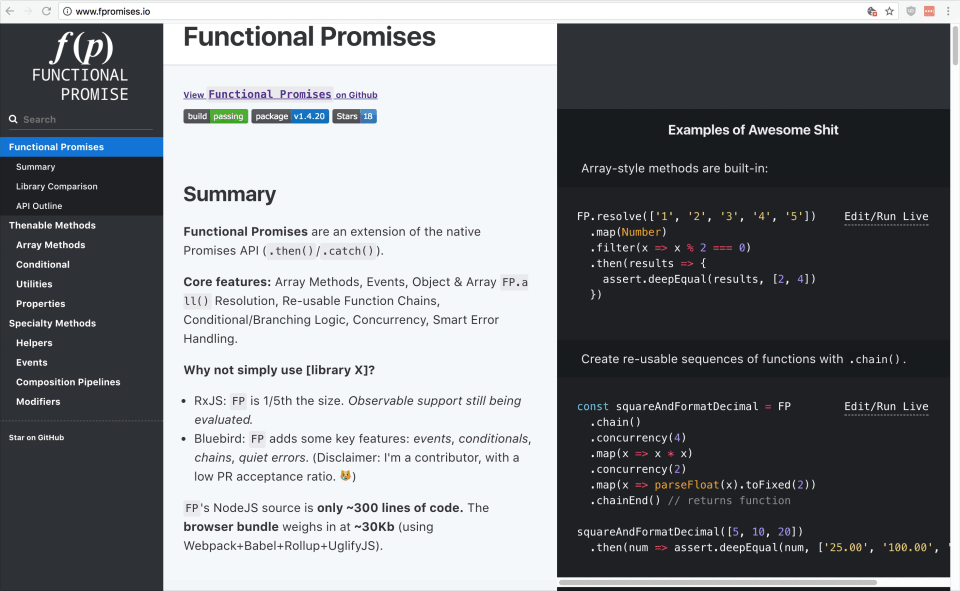 www.fpromises.io
f(p)
FUNCTIONAL
PROMISE
Search
Functional Promises
Summary
Library Comparison
API Outline
Thenable Methods
Array Methods
Conditional
Utilities
Properties
Specialty Methods
Helpers
Events
Composition Pipelines
Modifiers
Star on GitHub
Functional Promises
View Functional Promises on Github
build passing package v1.4.20 Stars 18
Summary
Functional Promises are an extension of the native
Promises API (.then()/.catch()).
Core features: Array Methods, Events, Object & Array FP.a
ll() Resolution, Re-usable Function Chains,
Conditional/Branching Logic, Concurrency, Smart Error
Handling.
Why not simply use [library X]?
• RxJS: FP is 1/5th the size. Observable support still being
evaluated.
• Bluebird: FP adds some key features: events, conditionals,
chains, quiet errors. (Disclaimer: I'm a contributor, with a
low PR acceptance ratio. 😿)
FP's NodeJS source is only ~300 lines of code. The
browser bundle weighs in at ~30Kb (using
Webpack+Babel+Rollup+UglifyJS).
Examples of Awesome Shit
Array-style methods are built-in:
Edit/Run Live
FP.resolve(['1', '2', '3', '4', '5'])
.map(Number)
.filter(x => x % 2 === 0)
.then(results => {
assert.deepEqual(results, [2, 4])
})
Create re-usable sequences of functions with .chain().
Edit/Run Live
const squareAndFormatDecimal = FP
.chain()
.concurrency(4)
.map(x => x * x)
.concurrency(2)
.map(x => parseFloat(x).toFixed(2))
.chainEnd() // returns function
squareAndFormatDecimal([5, 10, 20])
.then(num => assert.deepEqual(num, ['25.00', '100.00', '